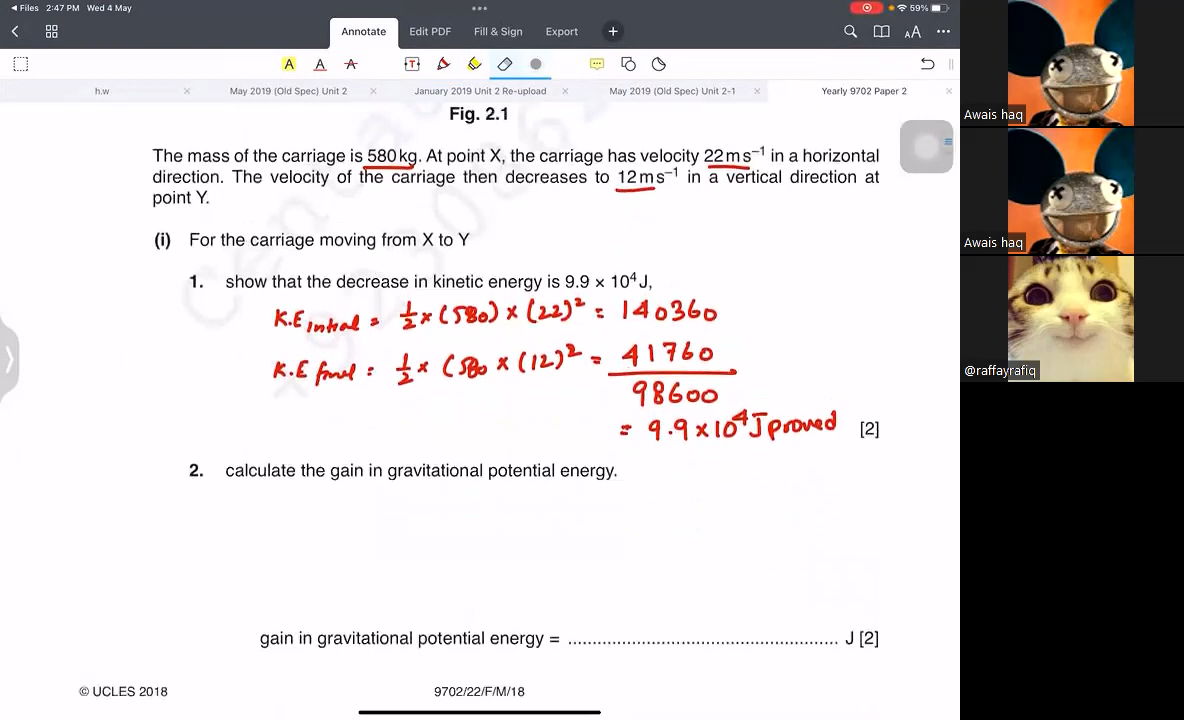 Files 2:47 PM Wed 4 May
59%
Annotate Edit PDF Fill & Sign Export
AA
A A A T
h.w May 2019 (Old Spec) Unit 2 January 2019 Unit 2 Re-upload May 2019 (Old Spec) Unit 2-1 Yearly 9702 Paper 2
Fig. 2.1
The mass of the carriage is 580 kg. At point X, the carriage has velocity 22 m s⁻¹ in a horizontal
direction. The velocity of the carriage then decreases to 12 m s⁻¹ in a vertical direction at
point Y.
(i) For the carriage moving from X to Y
1. show that the decrease in kinetic energy is 9.9 × 10⁴ J,
K.E initial = 1/2 × (580) × (22)² = 140360
K.E final = 1/2 × (580 × (12)² = 41760
98600
= 9.9 × 10⁴ J proved [2]
2. calculate the gain in gravitational potential energy.
gain in gravitational potential energy = ....................................................... J [2]
© UCLES 2018 9702/22/F/M/18
Awais haq
Awais haq
@raffayrafiq